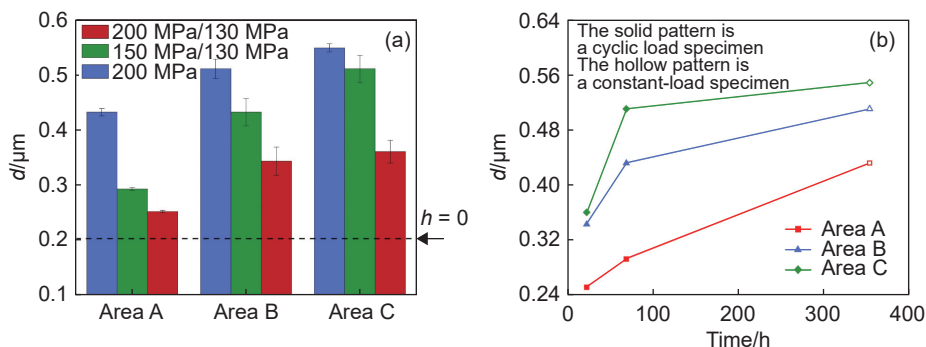 0.6
0.5
0.4
0.3
0.2
0.1
d/μm
200 MPa/130 MPa
150 MPa/130 MPa
200 MPa
(a)
h = 0
Area A
Area B
Area C
0.64
0.56
0.48
0.40
0.32
0.24
d/μm
The solid pattern is
a cyclic load specimen
The hollow pattern is
a constant-load specimen
(b)
Area A
Area B
Area C
0
100
200
300
400
Time/h